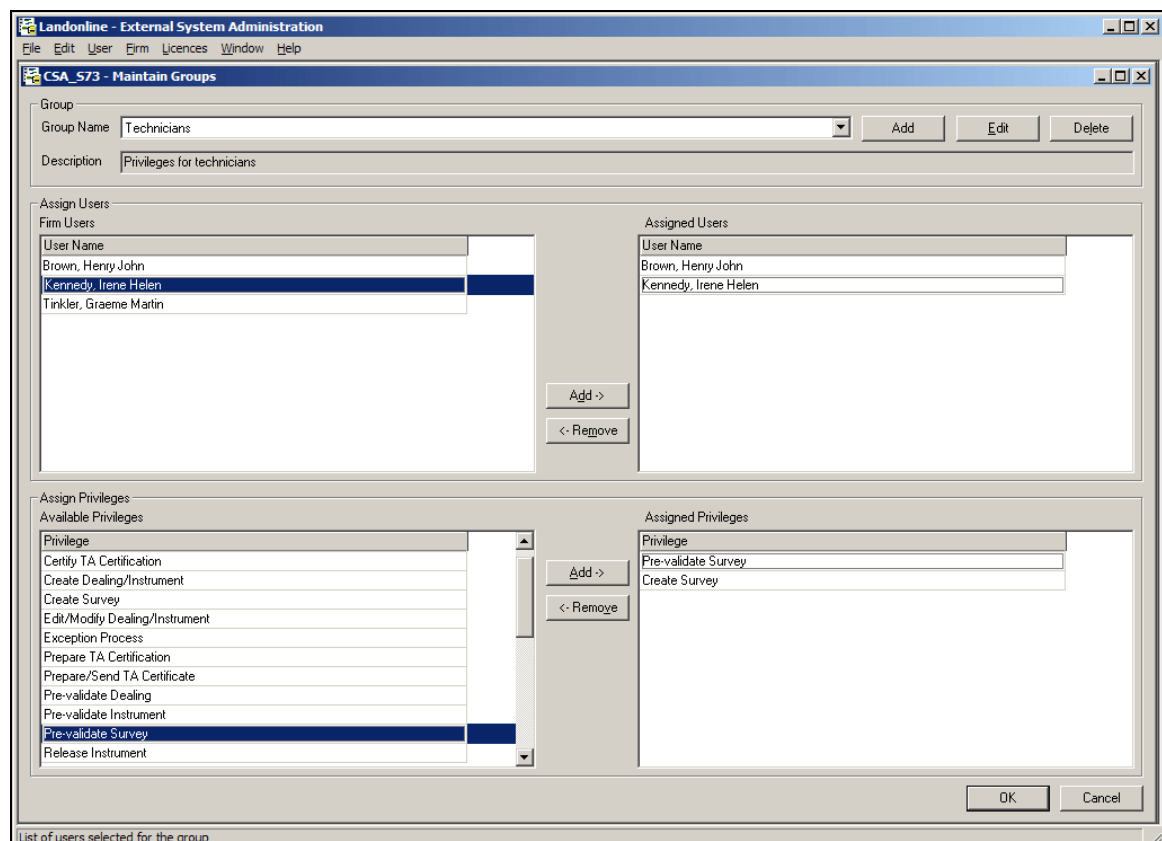 Landonline - External System Administration
File Edit User Firm Licences Window Help
CSA_S73 - Maintain Groups
Group
Group Name Technicians Add Edit Delete
Description Privileges for technicians
Assign Users
Firm Users
User Name
Brown, Henry John
Kennedy, Irene Helen
Tinkler, Graeme Martin
Add ->
<- Remove
Assigned Users
User Name
Brown, Henry John
Kennedy, Irene Helen
Assign Privileges
Available Privileges
Privilege
Certify TA Certification
Create Dealing/Instrument
Create Survey
Edit/Modify Dealing/Instrument
Exception Process
Prepare TA Certification
Prepare/Send TA Certificate
Pre-validate Dealing
Pre-validate Instrument
Pre-validate Survey
Release Instrument
Add ->
<- Remove
Assigned Privileges
Privilege
Pre-validate Survey
Create Survey
OK Cancel
List of users selected for the group